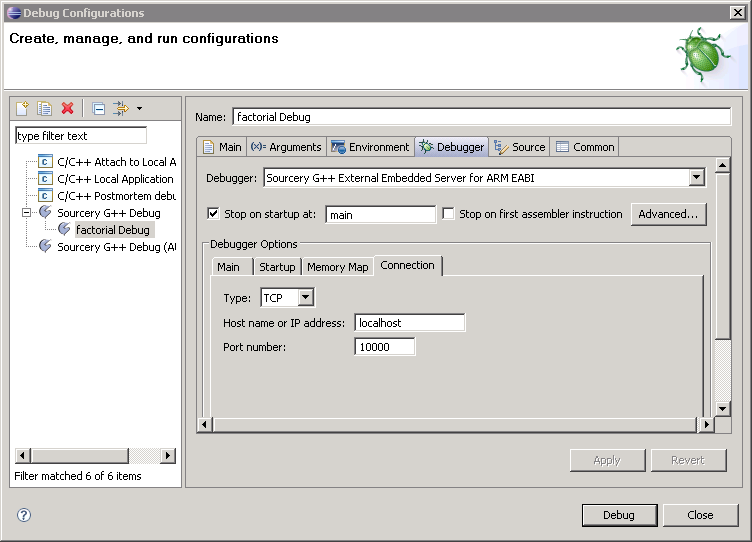 Debug Configurations
Create, manage, and run configurations
type filter text
C/C++ Attach to Local A
C/C++ Local Application
C/C++ Postmortem debu
Sourcery G++ Debug
factorial Debug
Sourcery G++ Debug (AU
Filter matched 6 of 6 items
Name: factorial Debug
Main (x)= Arguments Environment Debugger Source Common
Debugger: Sourcery G++ External Embedded Server for ARM EABI
Stop on startup at: main Stop on first assembler instruction Advanced...
Debugger Options
Main Startup Memory Map Connection
Type: TCP
Host name or IP address: localhost
Port number: 10000
Apply Revert
? Debug Close